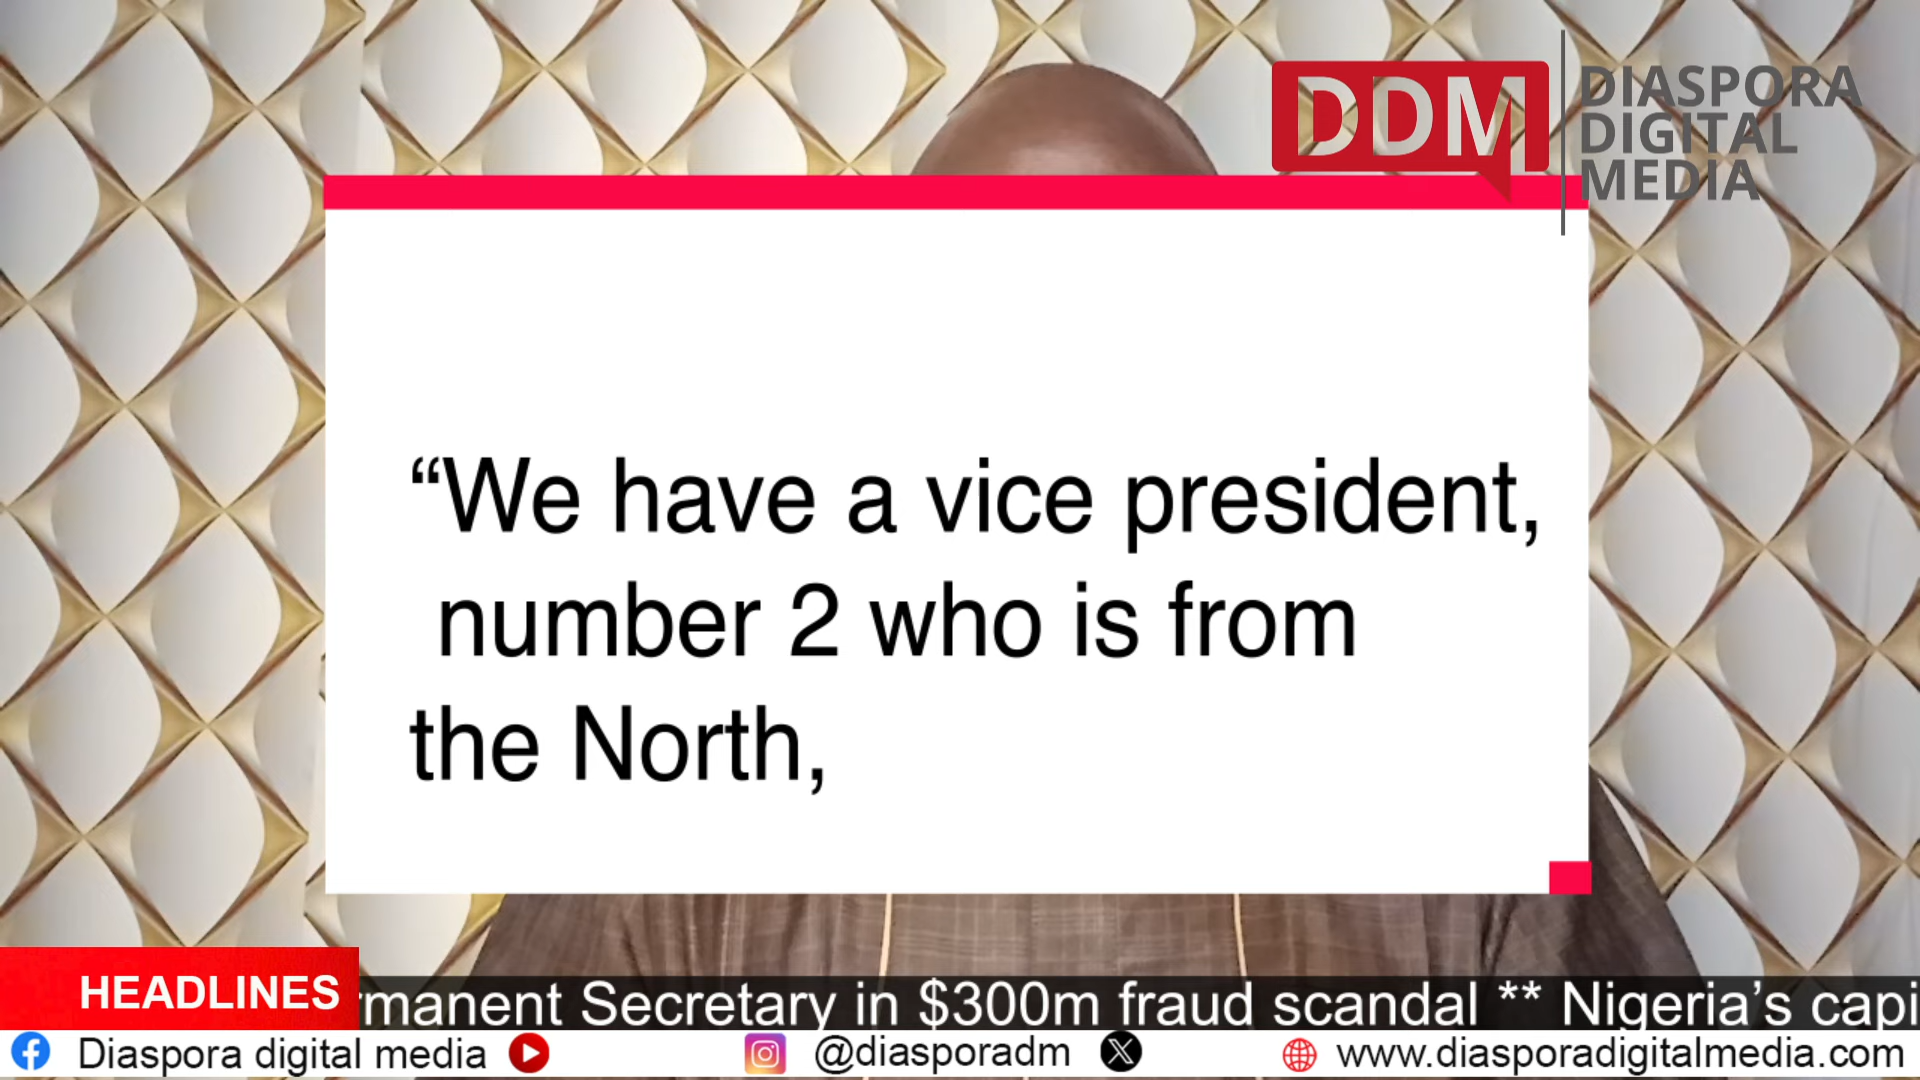 DDM
DIASPORA
DIGITAL
MEDIA
“We have a vice president,
number 2 who is from
the North,
HEADLINES
rmanent Secretary in $300m fraud scandal ** Nigeria’s capi
Diaspora digital media
@diasporadm
www.diasporadigitalmedia.com